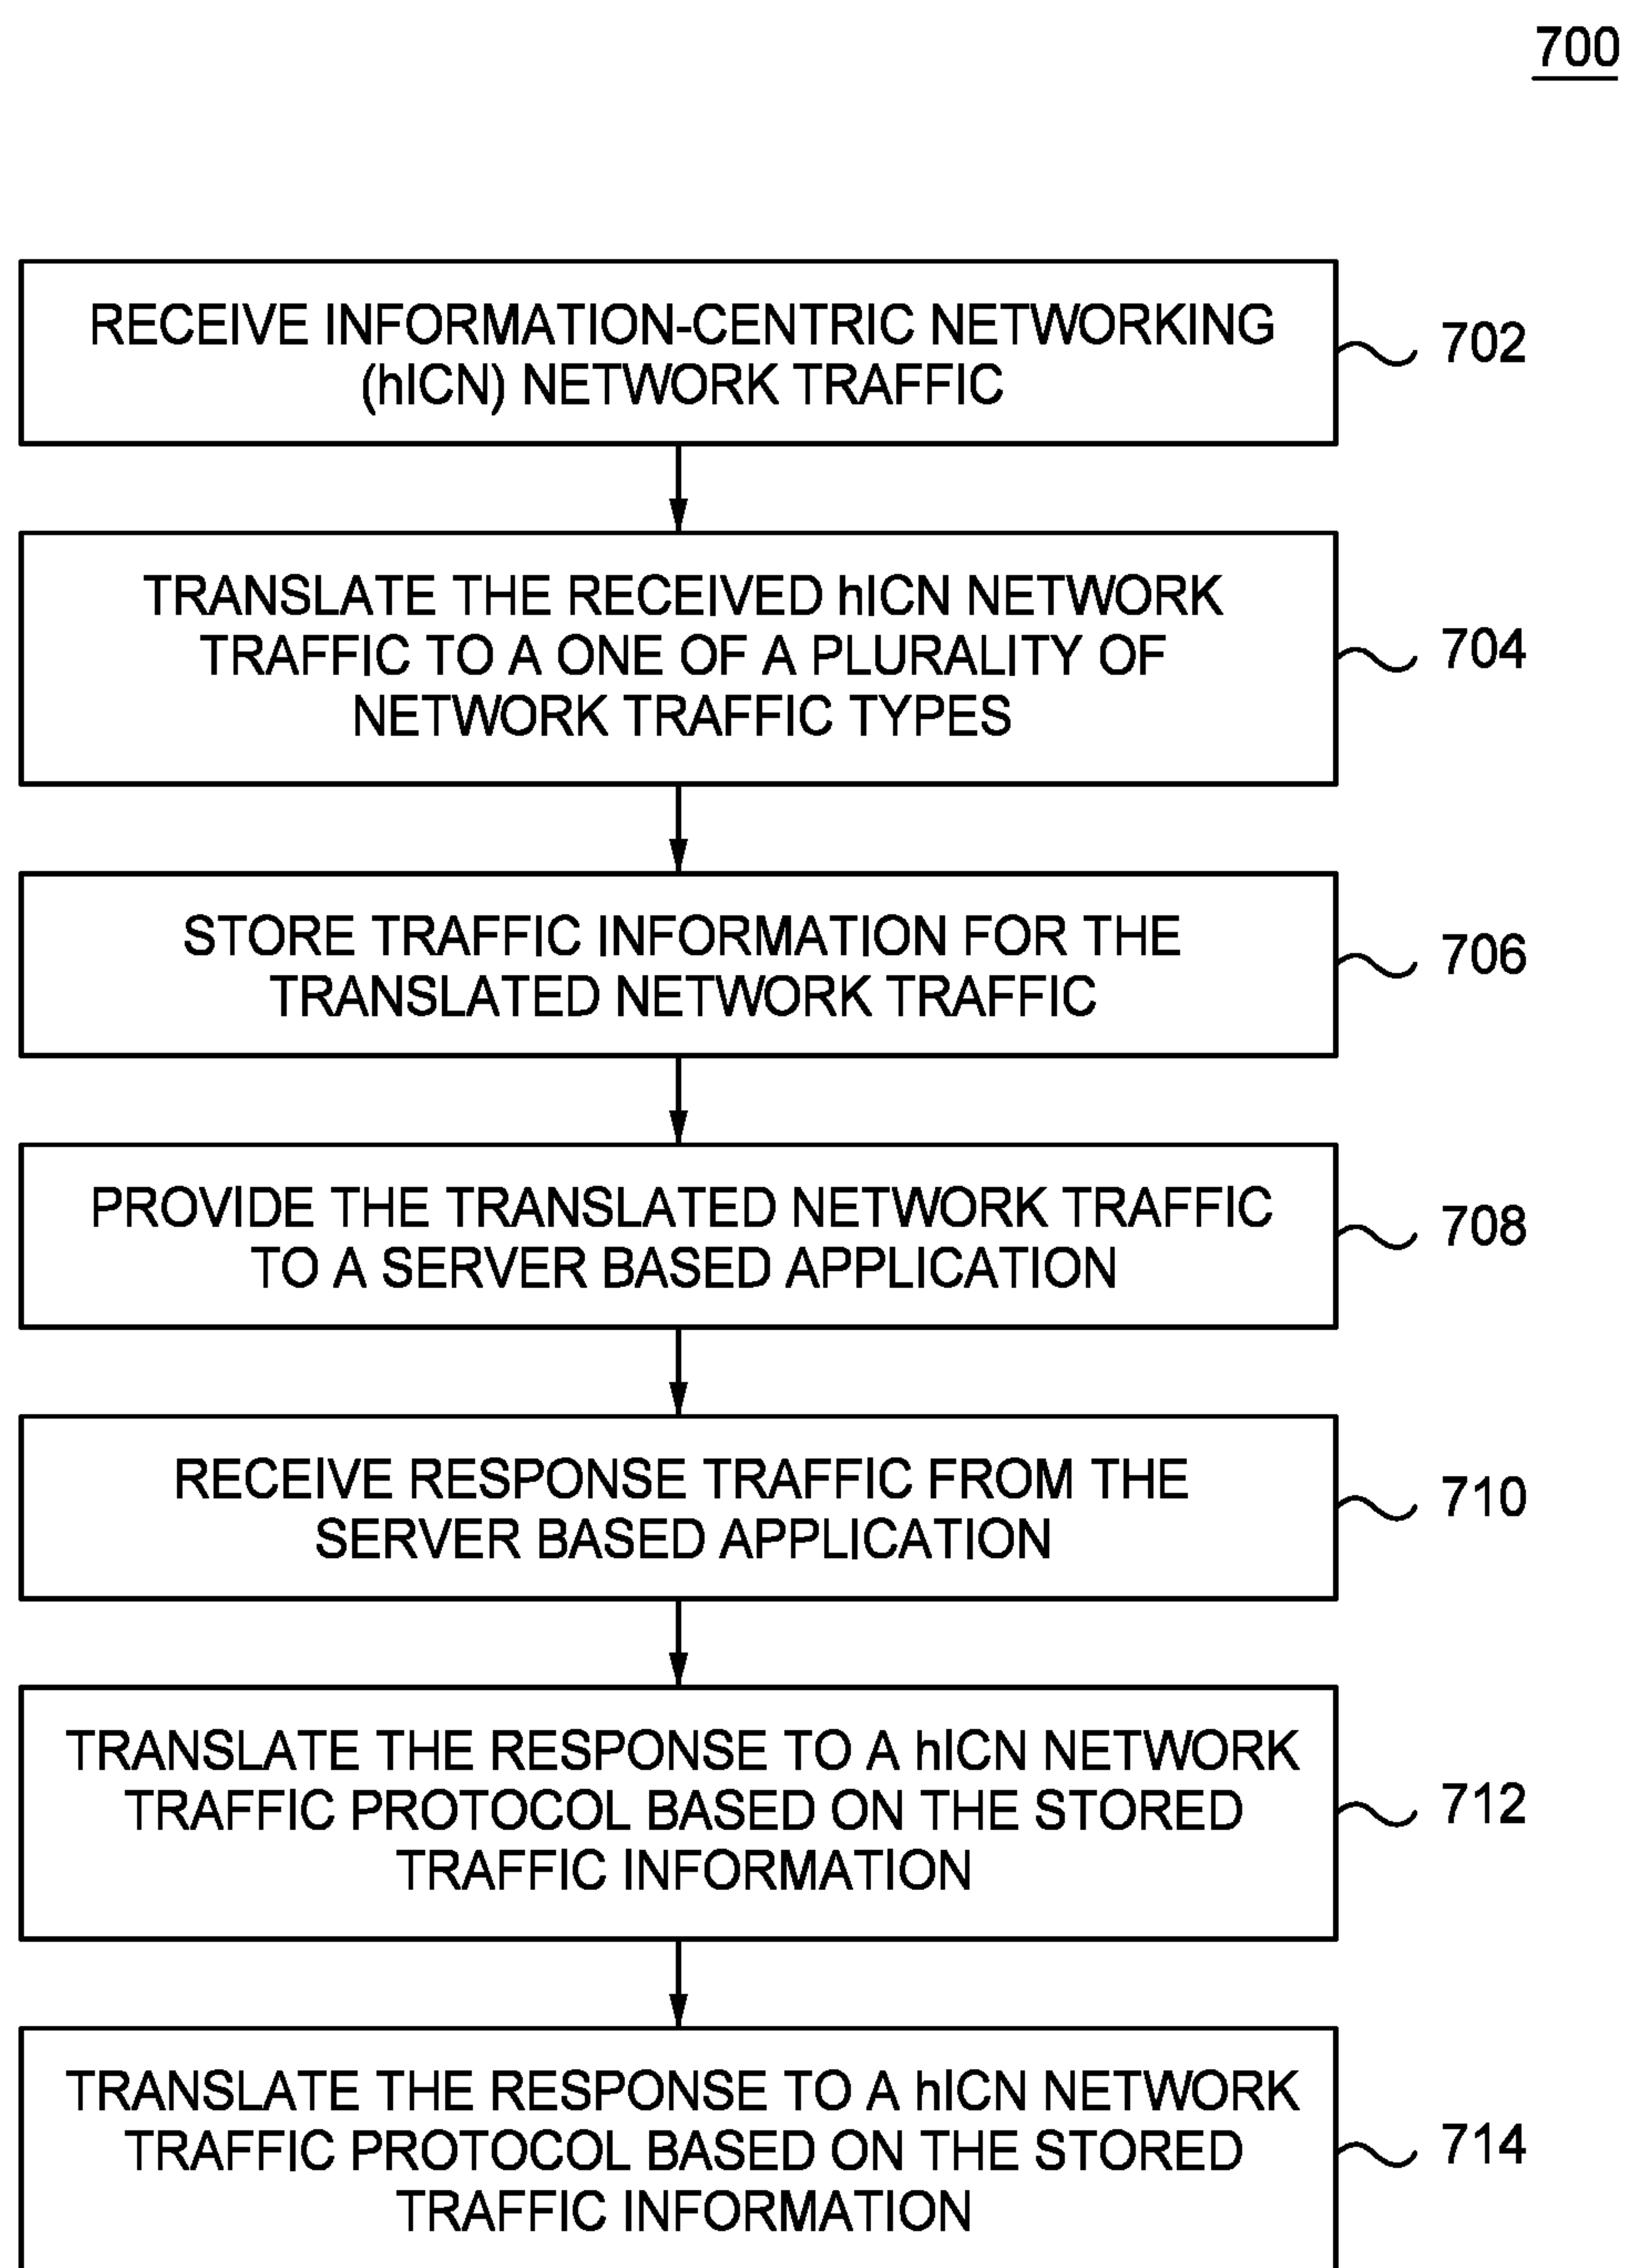 700
RECEIVE INFORMATION-CENTRIC NETWORKING
(hICN) NETWORK TRAFFIC
702
TRANSLATE THE RECEIVED hICN NETWORK
TRAFFIC TO A ONE OF A PLURALITY OF
NETWORK TRAFFIC TYPES
704
STORE TRAFFIC INFORMATION FOR THE
TRANSLATED NETWORK TRAFFIC
706
PROVIDE THE TRANSLATED NETWORK TRAFFIC
TO A SERVER BASED APPLICATION
708
RECEIVE RESPONSE TRAFFIC FROM THE
SERVER BASED APPLICATION
710
TRANSLATE THE RESPONSE TO A hICN NETWORK
TRAFFIC PROTOCOL BASED ON THE STORED
TRAFFIC INFORMATION
712
TRANSLATE THE RESPONSE TO A hICN NETWORK
TRAFFIC PROTOCOL BASED ON THE STORED
TRAFFIC INFORMATION
714